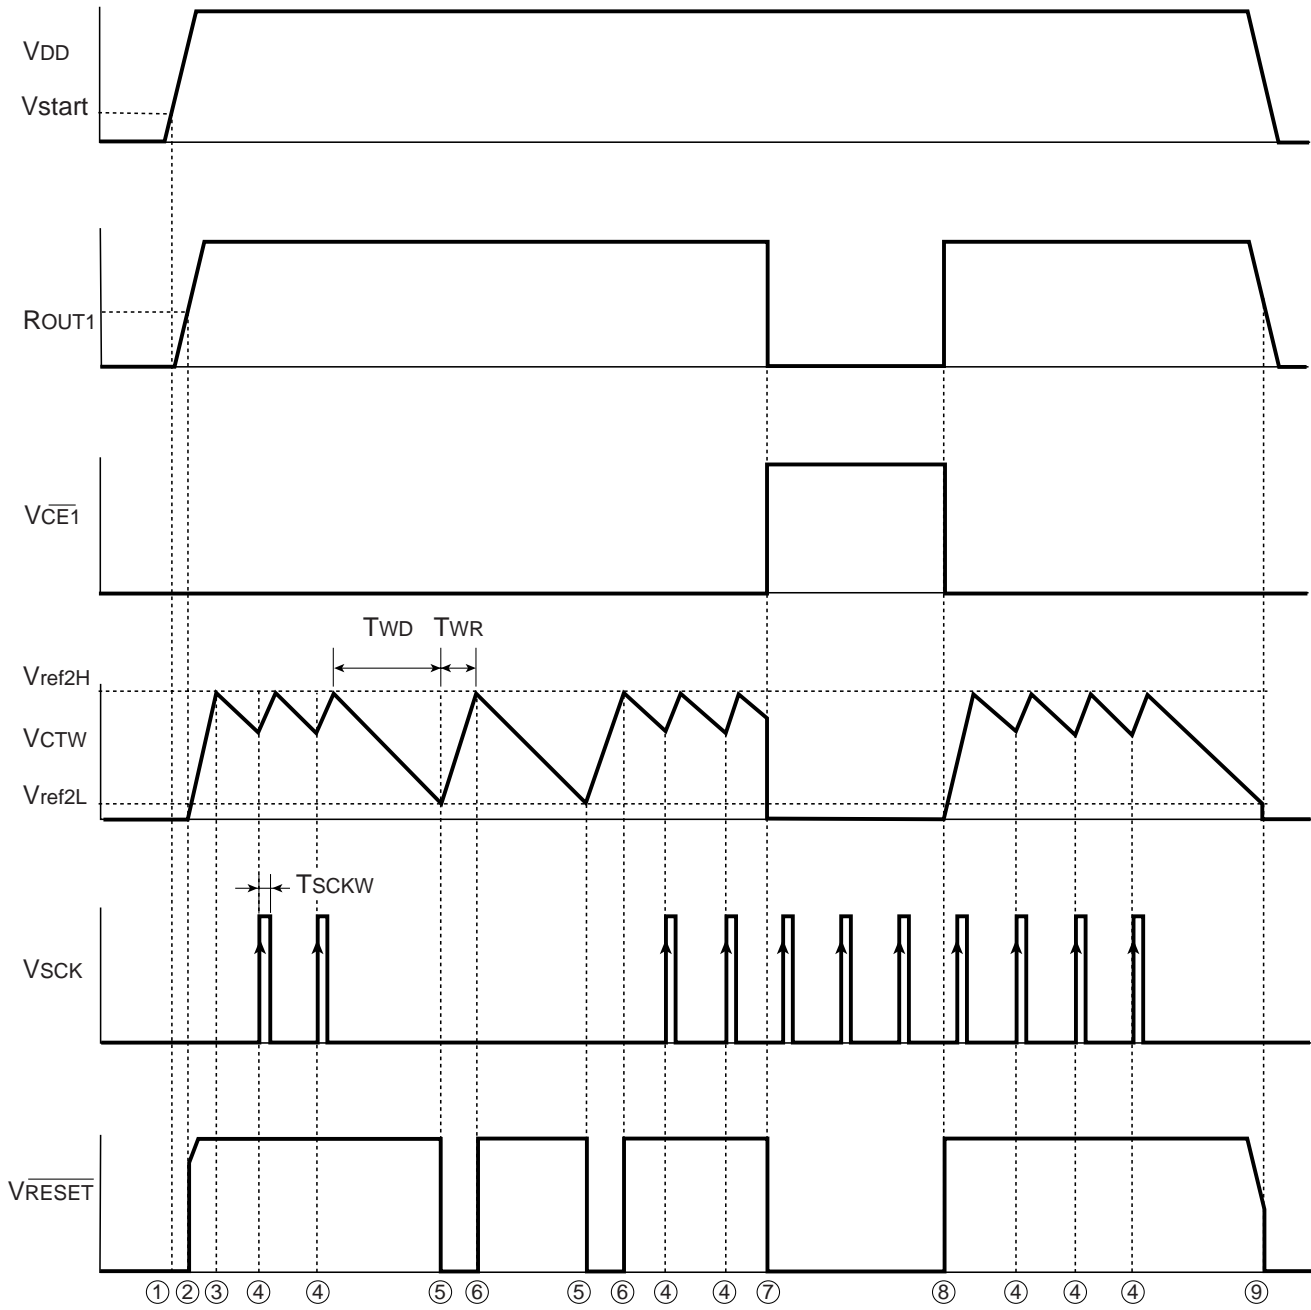 VDD
Vstart
ROUT1
VCE1
TWD TWR
Vref2H
VCTW
Vref2L
TSCKW
VSCK
VRESET
① ② ③ ④ ④ ⑤ ⑥ ⑤ ⑥ ④ ④ ⑦ ⑧ ④ ④ ④ ⑨